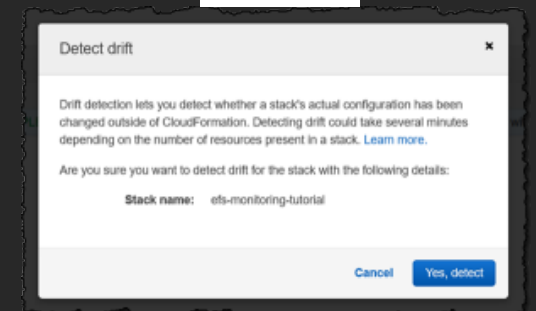 Detect drift
×
Drift detection lets you detect whether a stack's actual configuration has been
changed outside of CloudFormation. Detecting drift could take several minutes
depending on the number of resources present in a stack. Learn more.
Are you sure you want to detect drift for the stack with the following details:
Stack name: efs-monitoring-tutorial
Cancel Yes, detect